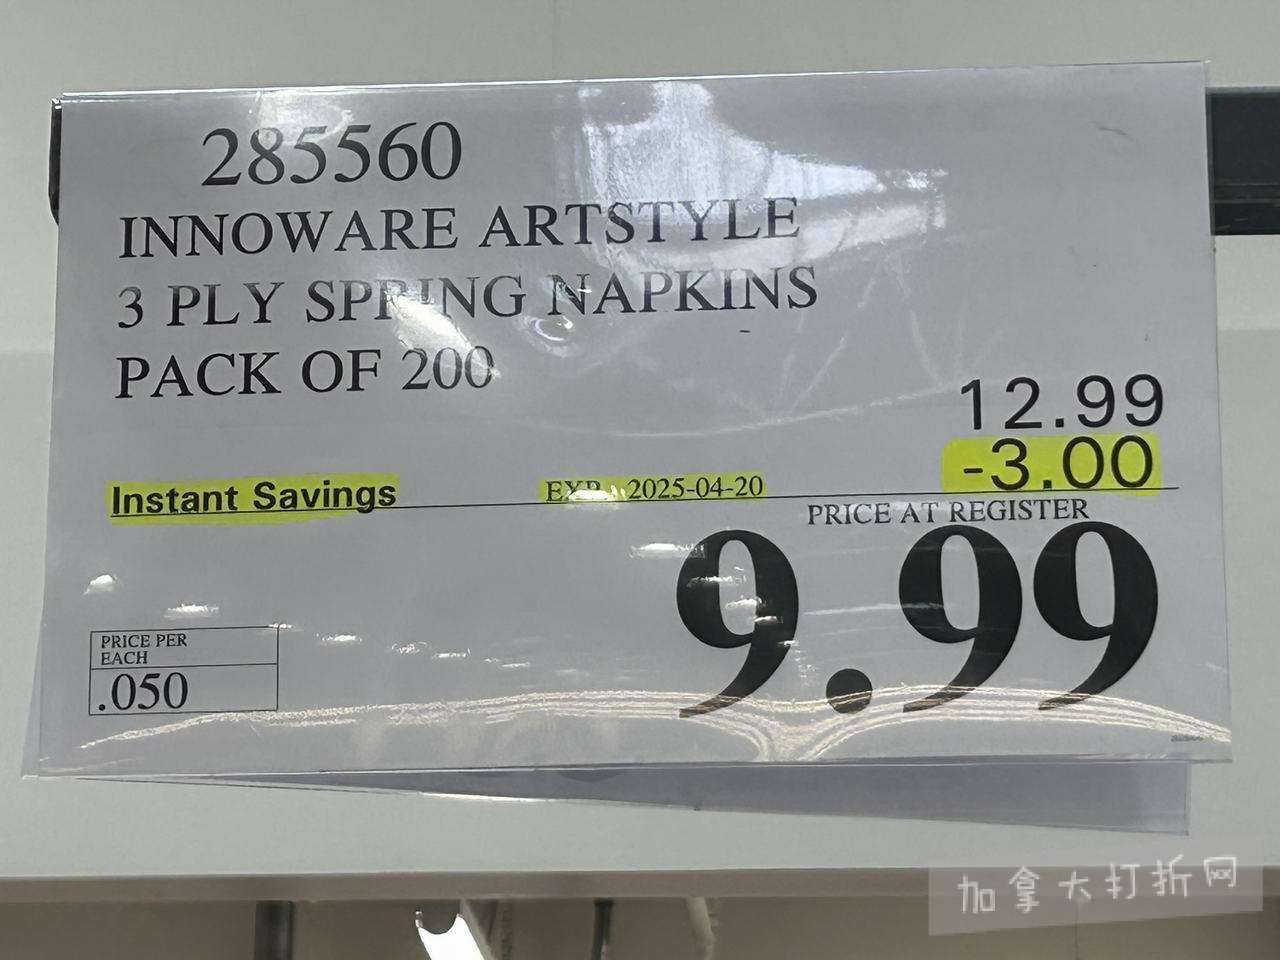 285560
INNOWARE ARTSTYLE
3 PLY SPRING NAPKINS
PACK OF 200
12.99
-3.00
Instant Savings EXP. 2025-04-20
PRICE AT REGISTER
9.99
PRICE PER
EACH
.050
加拿大打折网